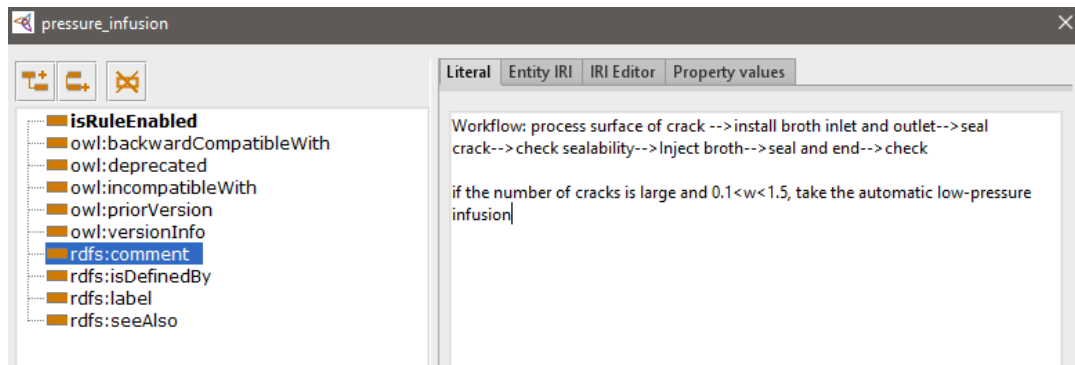 pressure_infusion
Literal Entity IRI IRI Editor Property values
isRuleEnabled
owl:backwardCompatibleWith
owl:deprecated
owl:incompatibleWith
owl:priorVersion
owl:versionInfo
rdfs:comment
rdfs:isDefinedBy
rdfs:label
rdfs:seeAlso
Workflow: process surface of crack -->install broth inlet and outlet-->seal
crack-->check sealability-->Inject broth-->seal and end-->check
if the number of cracks is large and 0.1<w<1.5, take the automatic low-pressure
infusion